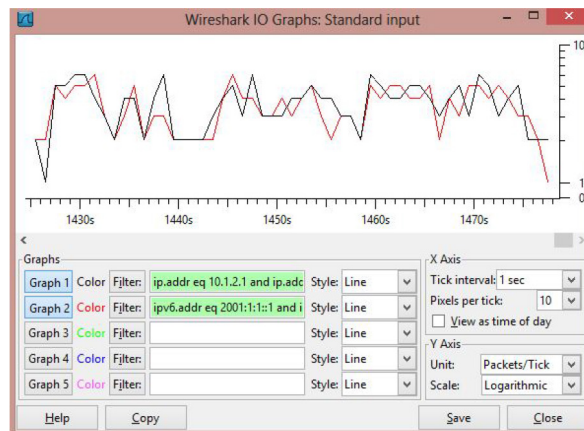 Wireshark IO Graphs: Standard input
10
1
0
1430s 1440s 1450s 1460s 1470s
Graphs
Graph 1 Color Filter: ip.addr eq 10.1.2.1 and ip.adc Style: Line
Graph 2 Color Filter: ipv6.addr eq 2001:1:1::1 and i Style: Line
Graph 3 Color Filter: Style: Line
Graph 4 Color Filter: Style: Line
Graph 5 Color Filter: Style: Line
X Axis
Tick interval: 1 sec
Pixels per tick: 10
View as time of day
Y Axis
Unit: Packets/Tick
Scale: Logarithmic
Help Copy Save Close